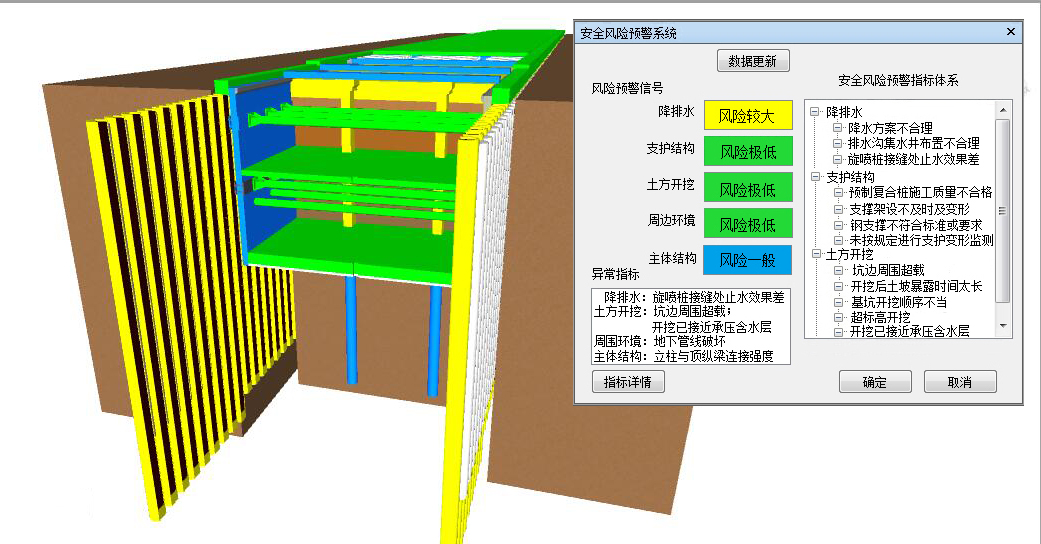 安全风险预警系统
数据更新
风险预警信号
降排水 风险较大
支护结构 风险极低
土方开挖 风险极低
周边环境 风险极低
主体结构 风险一般
异常指标
降排水：旋喷桩接缝处止水效果差
土方开挖：坑边周围超载；
开挖已接近承压含水层
周围环境：地下管线破坏
主体结构：立柱与顶纵梁连接强度
指标详情
安全风险预警指标体系
降排水
降水方案不合理
排水沟集水井布置不合理
旋喷桩接缝处止水效果差
支护结构
预制复合桩施工质量不合格
支撑架设不及时及变形
钢支撑不符合标准或要求
未按规定进行支护变形监测
土方开挖
坑边周围超载
开挖后土坡暴露时间太长
基坑开挖顺序不当
超标高开挖
开挖已接近承压含水层
确定
取消